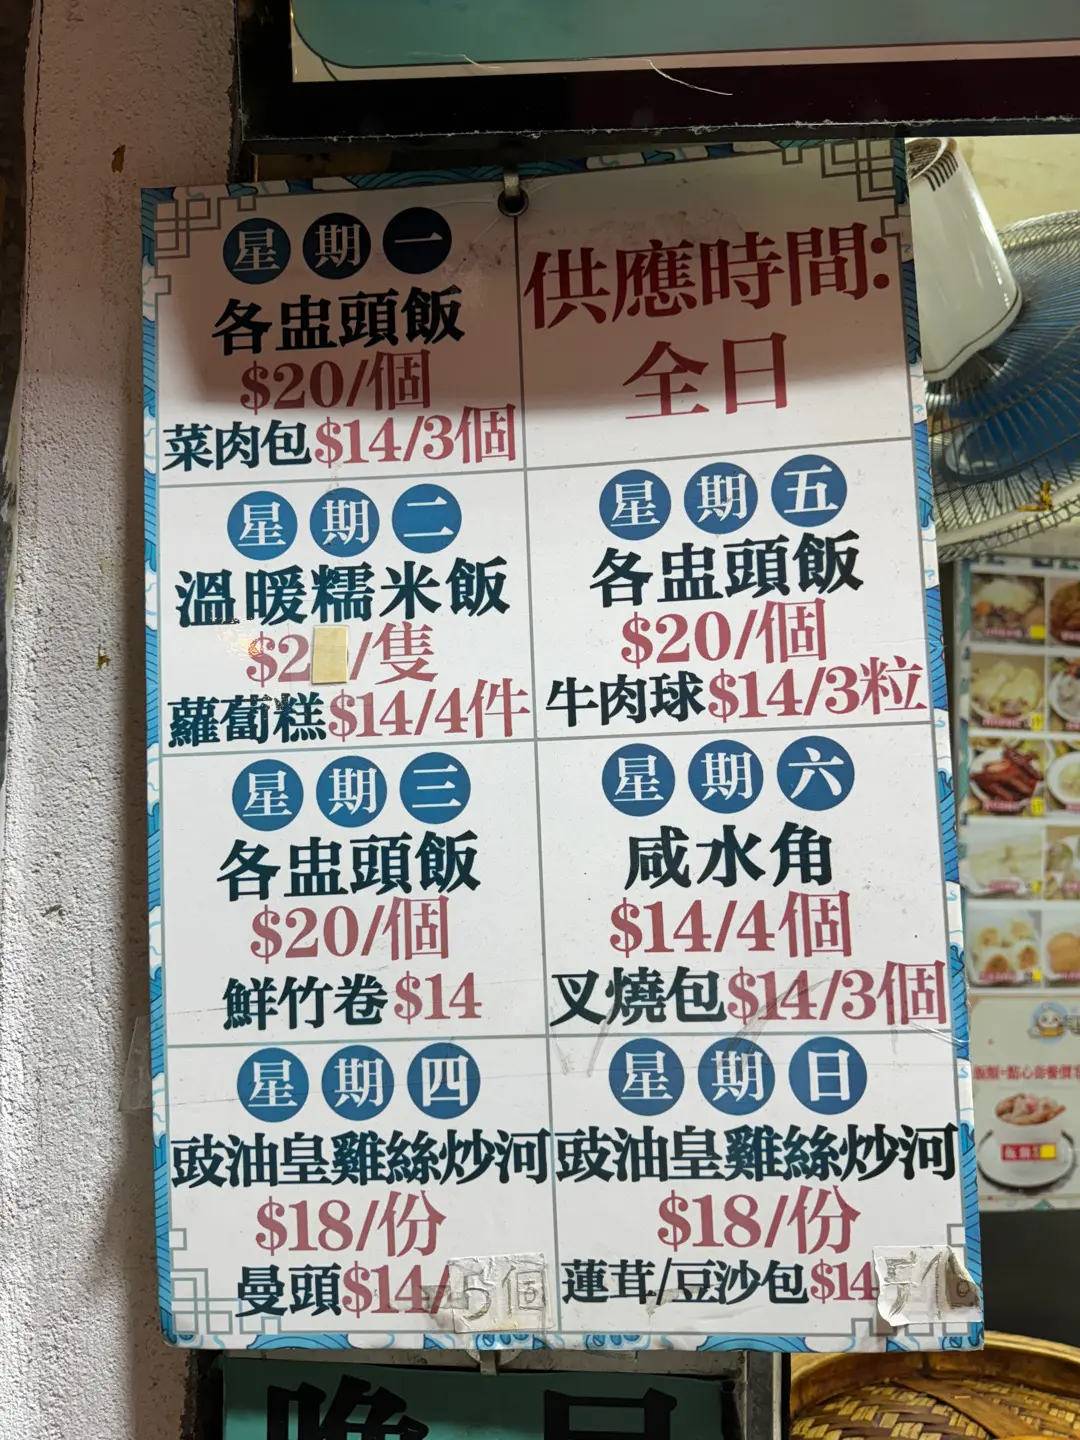 星期一
各盅頭飯
$20/個
菜肉包$14/3個
供應時間:
全日
星期二
溫暖糯米飯
$2 /隻
蘿蔔糕$14/4件
星期五
各盅頭飯
$20/個
牛肉球$14/3粒
星期三
各盅頭飯
$20/個
鮮竹卷$14
星期六
咸水角
$14/4個
叉燒包$14/3個
星期四
豉油皇雞絲炒河
$18/份
曼頭$14/5個
星期日
豉油皇雞絲炒河
$18/份
蓮茸/豆沙包$14